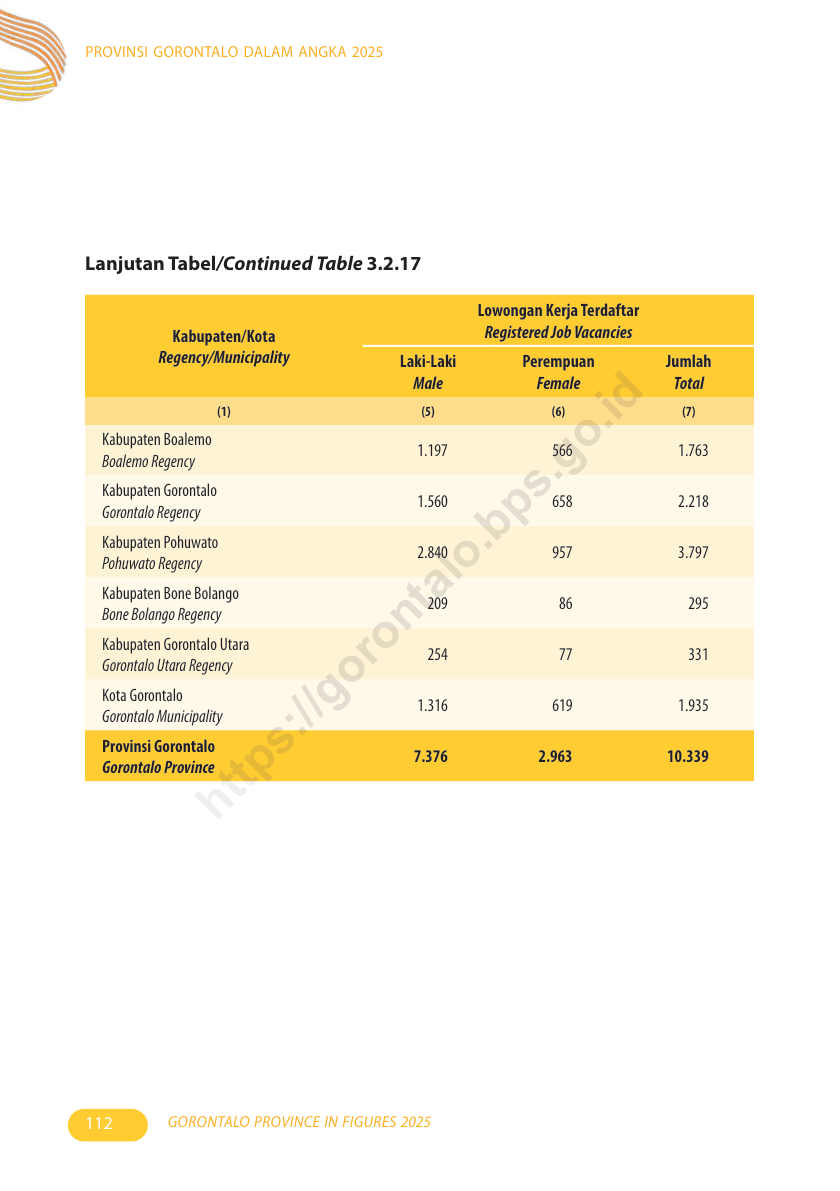 PROVINSI GORONTALO DALAM ANGKA 2025
Lanjutan Tabel/Continued Table 3.2.17
Kabupaten/Kota
Regency/Municipality
Lowongan Kerja Terdaftar
Registered Job Vacancies
Laki-Laki Perempuan Jumlah
Male Female Total
(1) (5) (6) (7)
Kabupaten Boalemo
Boalemo Regency
1.197 566 1.763
Kabupaten Gorontalo
Gorontalo Regency
1.560 658 2.218
Kabupaten Pohuwato
Pohuwato Regency
2.840 957 3.797
Kabupaten Bone Bolango
Bone Bolango Regency
209 86 295
Kabupaten Gorontalo Utara
Gorontalo Utara Regency
254 77 331
Kota Gorontalo
Gorontalo Municipality
1.316 619 1.935
Provinsi Gorontalo
Gorontalo Province
7.376 2.963 10.339
https://gorontalo.bps.go.id
112 GORONTALO PROVINCE IN FIGURES 2025